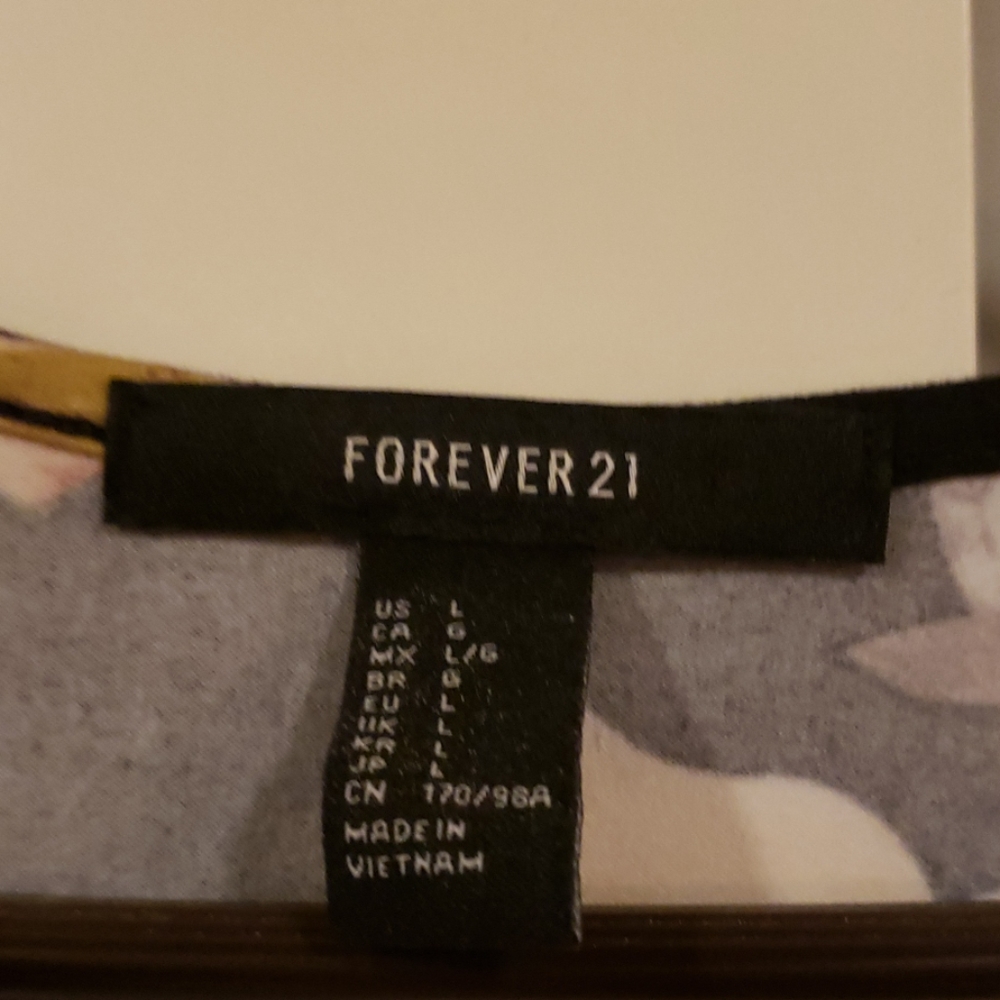 FOREVER 21
US L
CA G
MX L/G
BR G
EU L
UK L
KR L
JP L
CN 170/96A
MADE IN
VIETNAM